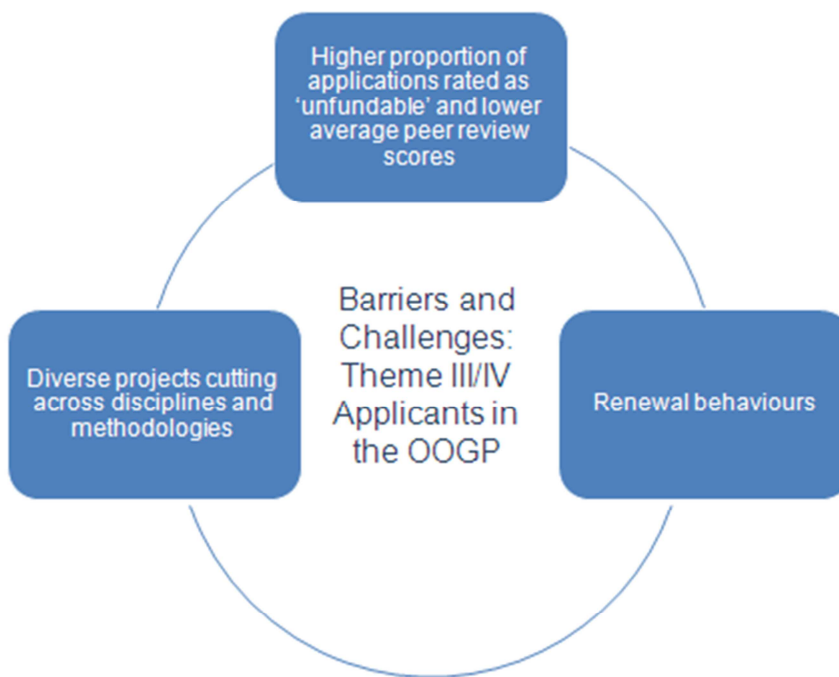 Higher proportion of
applications rated as
‘unfundable’ and lower
average peer review
scores
Barriers and
Challenges:
Theme III/IV
Applicants in
the OOGP
Diverse projects cutting
across disciplines and
methodologies
Renewal behaviours